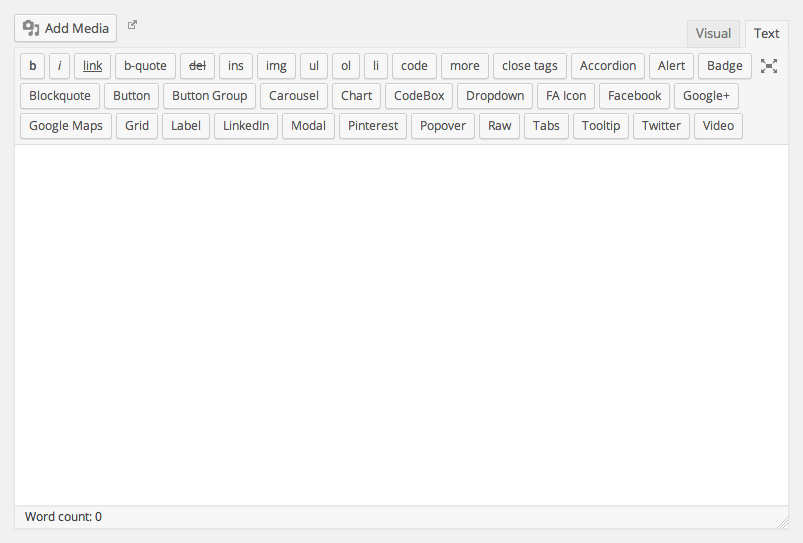 Add Media
Visual Text
b i link b-quote del ins img ul ol li code more close tags Accordion Alert Badge
Blockquote Button Button Group Carousel Chart CodeBox Dropdown FA Icon Facebook Google+
Google Maps Grid Label LinkedIn Modal Pinterest Popover Raw Tabs Tooltip Twitter Video
Word count: 0